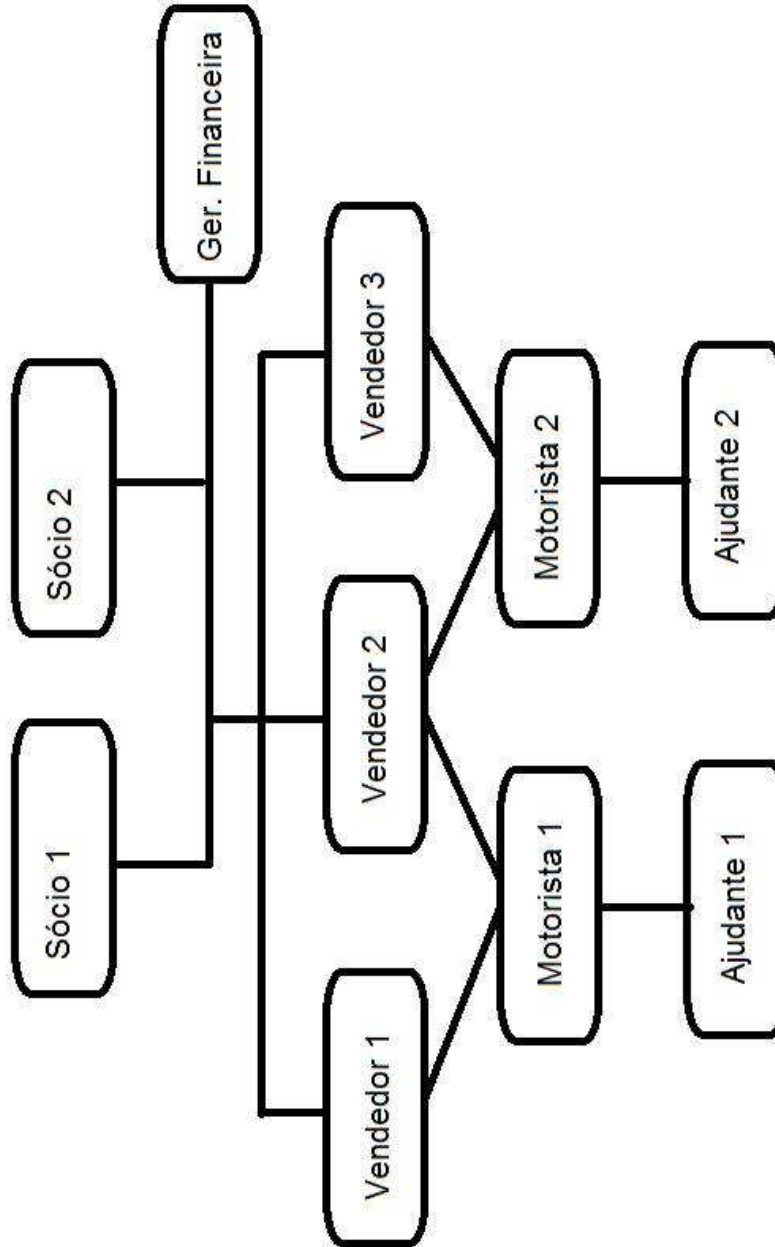 Sócio 1
Sócio 2
Ger. Financeira
Vendedor 1
Vendedor 2
Vendedor 3
Motorista 1
Motorista 2
Ajudante 1
Ajudante 2